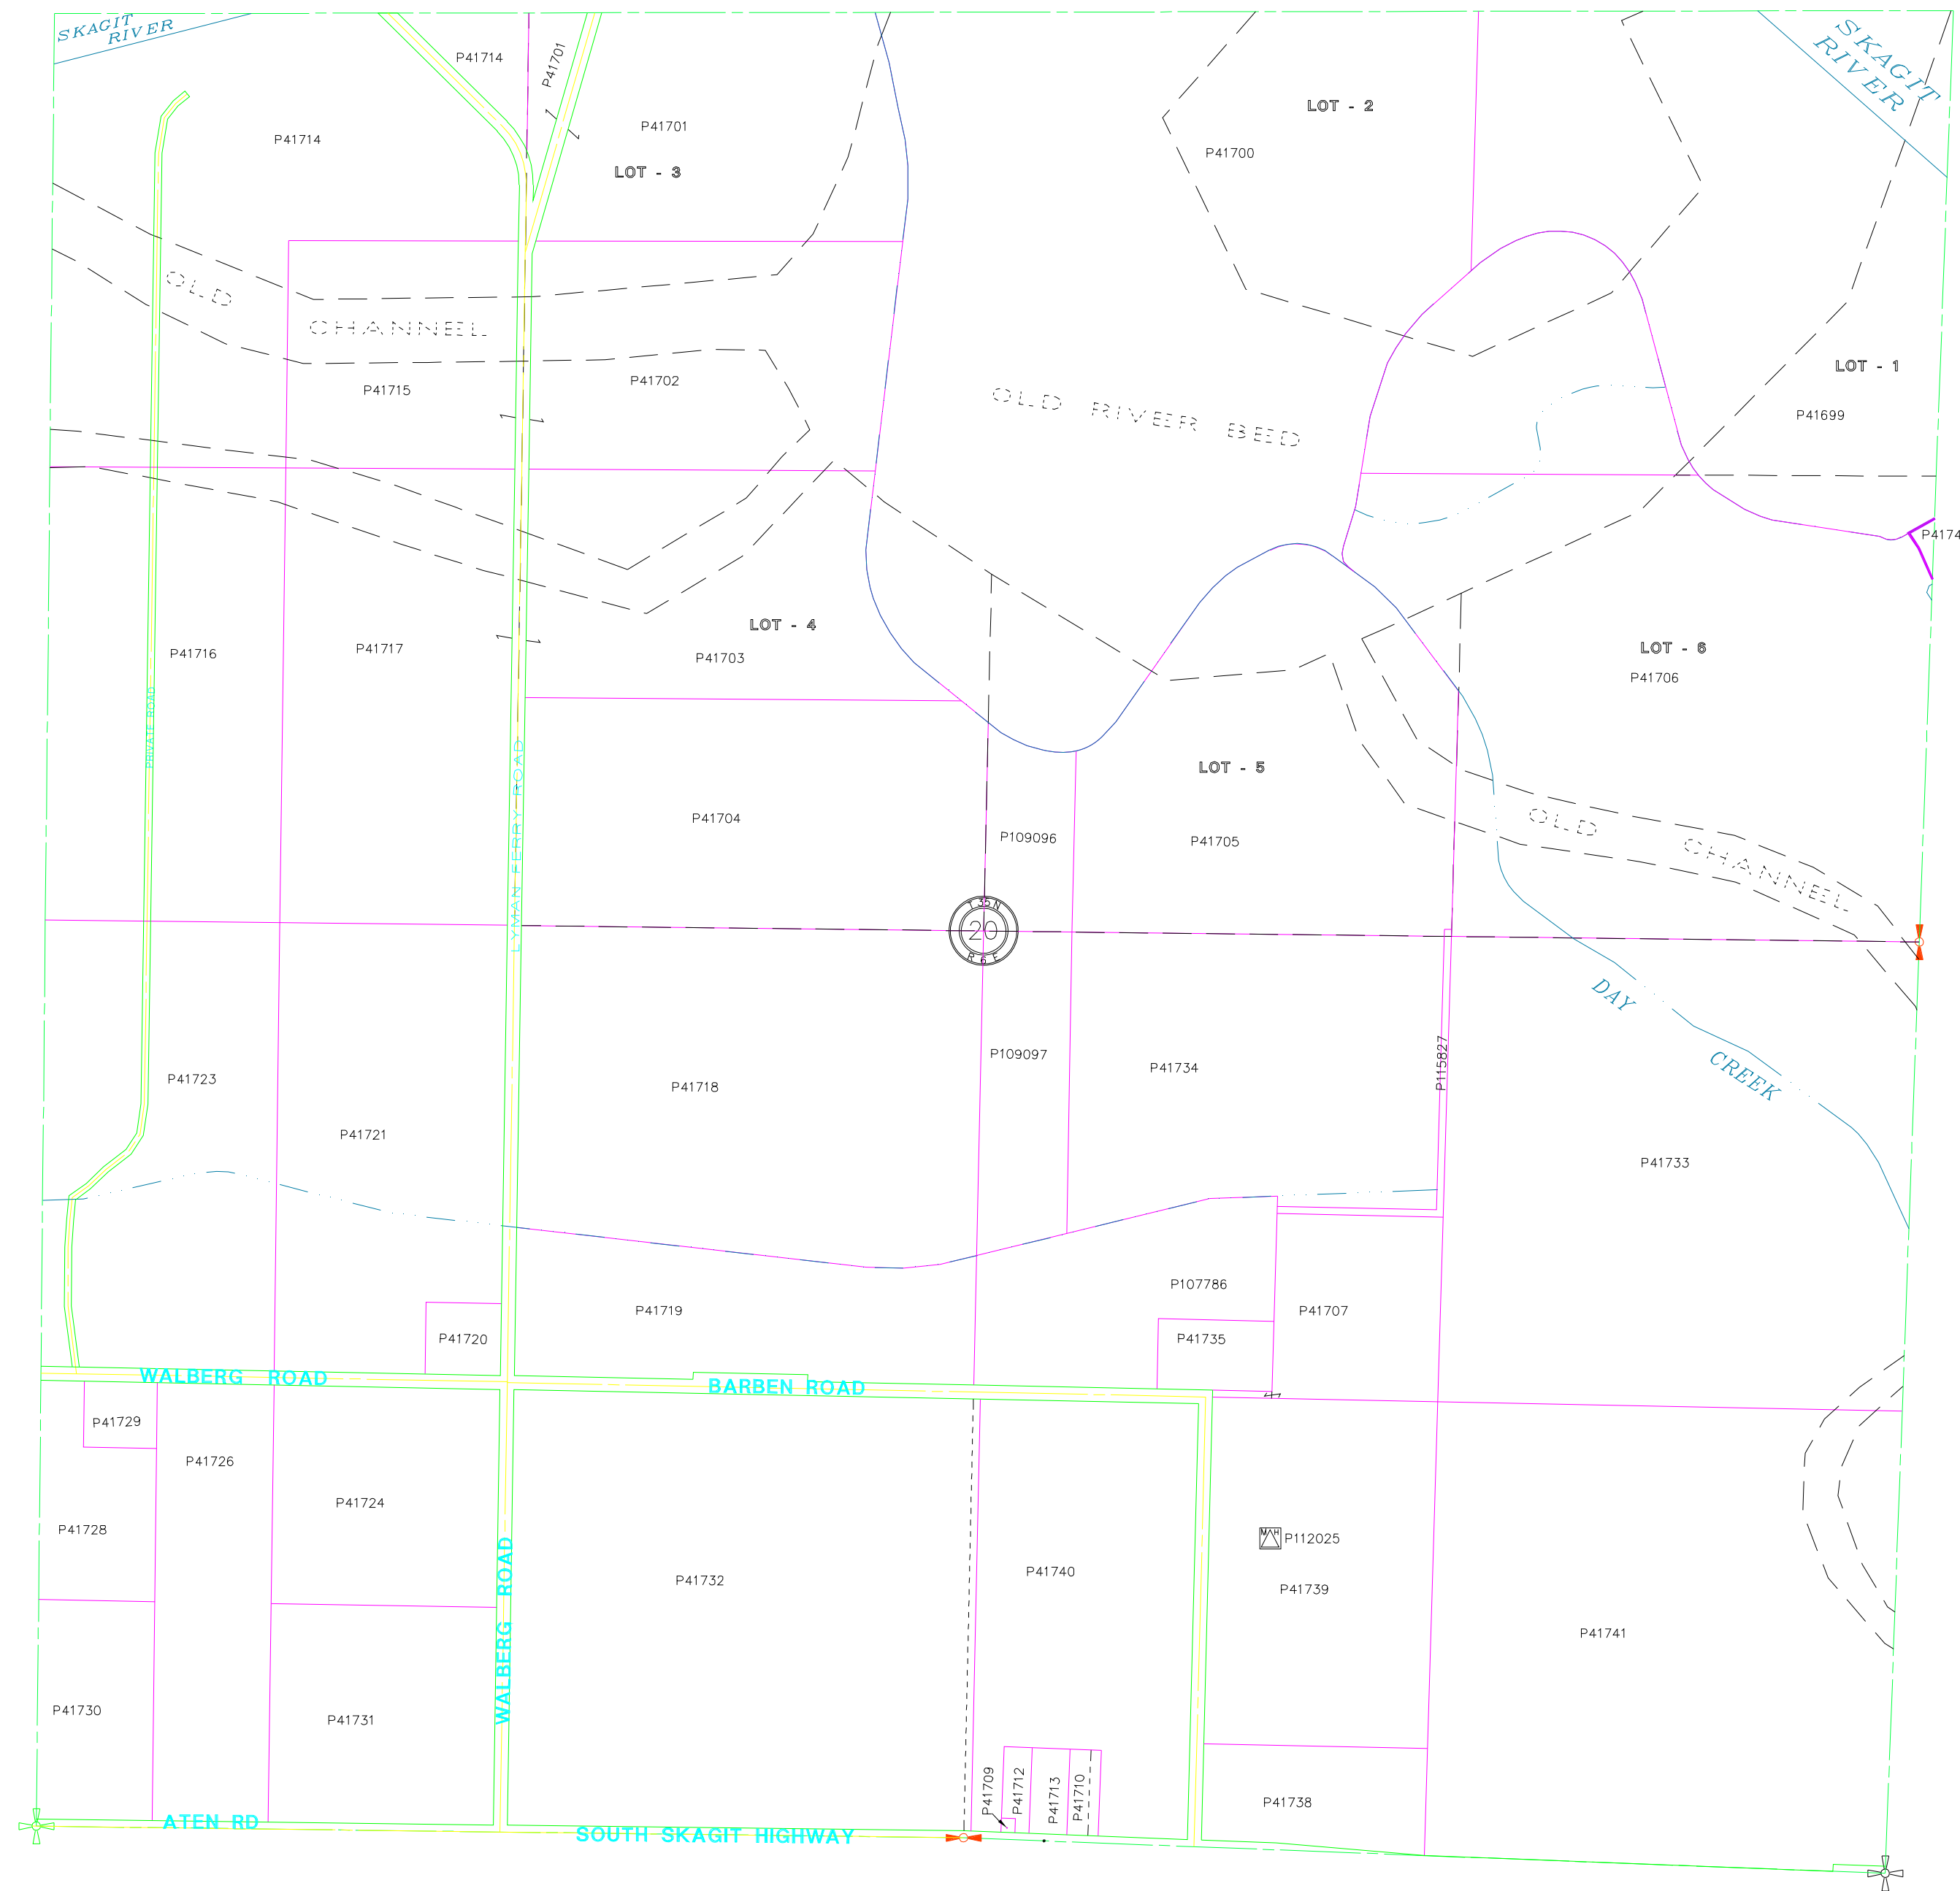 SKAGIT
RIVER
P41714
P41701
SKAGIT
RIVER
LOT - 2
P41714
P41701
P41700
LOT - 3
OLD
CHANNEL
P41715
P41702
OLD RIVER BED
LOT - 1
P41699
P4174
P41716
P41717
LOT - 4
P41703
LOT - 6
P41706
PRIVATE ROAD
LYMAN FERRY ROAD
LOT - 5
P41704
P109096
P41705
OLD
CHANNEL
T 35 N
20
R 6 E
DAY
CREEK
P41723
P41718
P109097
P41734
P115827
P41721
P41733
P107786
P41719
P41707
P41720
P41735
WALBERG ROAD
BARBEN ROAD
P41729
P41726
P41724
P41728
WALBERG ROAD
M H
P112025
P41732
P41740
P41739
P41741
P41730
P41731
P41709
P41712
P41713
P41710
P41738
ATEN RD
SOUTH SKAGIT HIGHWAY